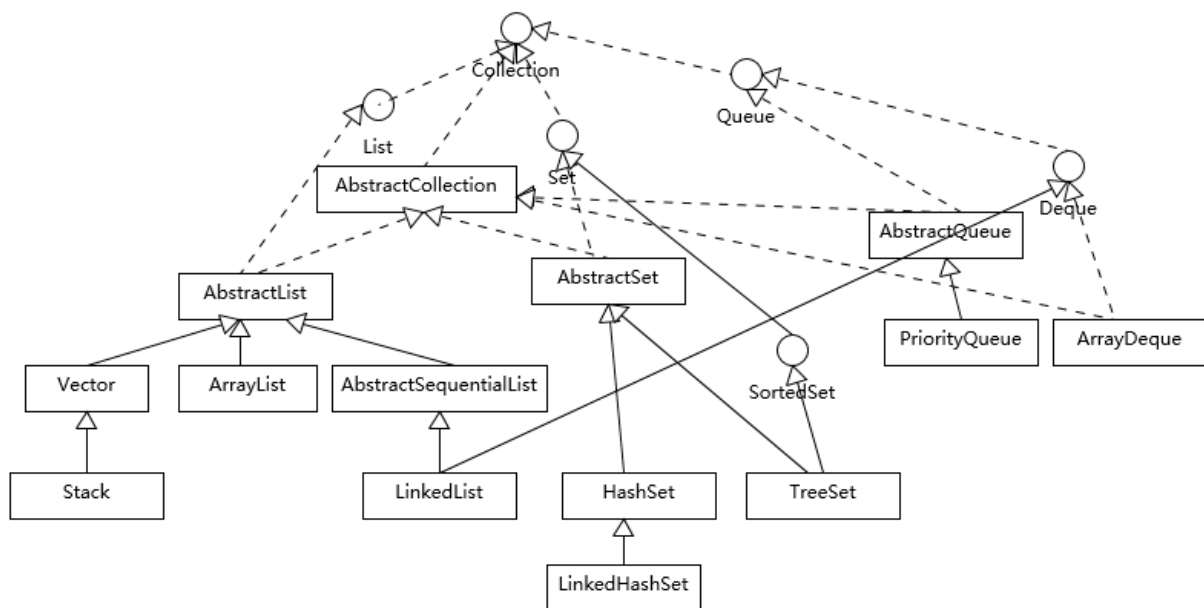 Collection
Queue
List
Set
AbstractCollection
Deque
AbstractQueue
AbstractList
AbstractSet
PriorityQueue
ArrayDeque
Vector
ArrayList
AbstractSequentialList
SortedSet
Stack
LinkedList
HashSet
TreeSet
LinkedHashSet